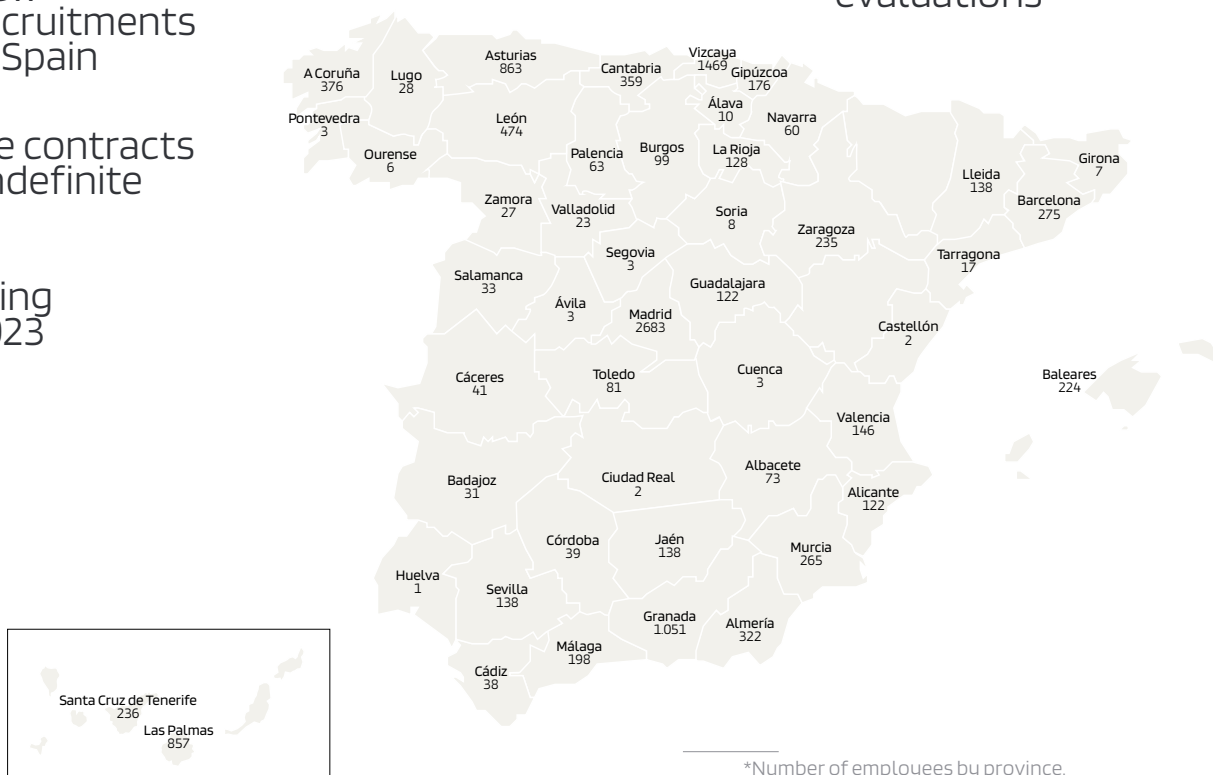 cruitments
Spain
e contracts
ndefinite
ing
023
evaluations
A Coruña
376
Lugo
28
Asturias
863
Cantabria
359
Vizcaya
1469
Gipúzcoa
176
Pontevedra
3
Ourense
6
León
474
Palencia
63
Burgos
99
Álava
10
La Rioja
128
Navarra
60
Zamora
27
Valladolid
23
Soria
8
Zaragoza
235
Lleida
138
Girona
7
Barcelona
275
Tarragona
17
Salamanca
33
Ávila
3
Segovia
3
Madrid
2683
Guadalajara
122
Castellón
2
Cáceres
41
Toledo
81
Cuenca
3
Valencia
146
Baleares
224
Badajoz
31
Ciudad Real
2
Albacete
73
Alicante
122
Huelva
1
Sevilla
138
Córdoba
39
Jaén
138
Murcia
265
Cádiz
38
Málaga
198
Granada
1.051
Almería
322
Santa Cruz de Tenerife
236
Las Palmas
857
*Number of employees by province.